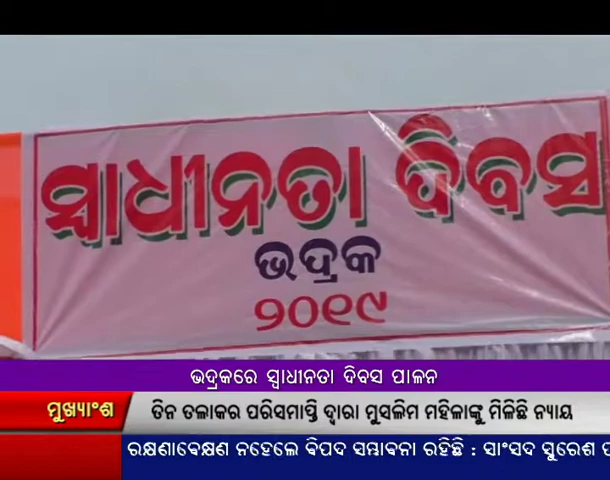 ସ୍ୱାଧୀନତା ଦିବସ
ଭଦ୍ରକ
୨୦୧୯
ଭଦ୍ରକରେ ସ୍ୱାଧୀନତା ଦିବସ ପାଳନ
ମୁଖ୍ୟାଂଶ
ତିନ ତଲାକର ପରିସମାପ୍ତି ଦ୍ୱାରା ମୁସଲିମ ମହିଳାଙ୍କୁ ମିଳିଛି ନ୍ୟାୟ
ରକ୍ଷଣାବେକ୍ଷଣ ନହେଲେ ବିପଦ ସମ୍ଭାବନା ରହିଛି : ସାଂସଦ ସୁରେଶ